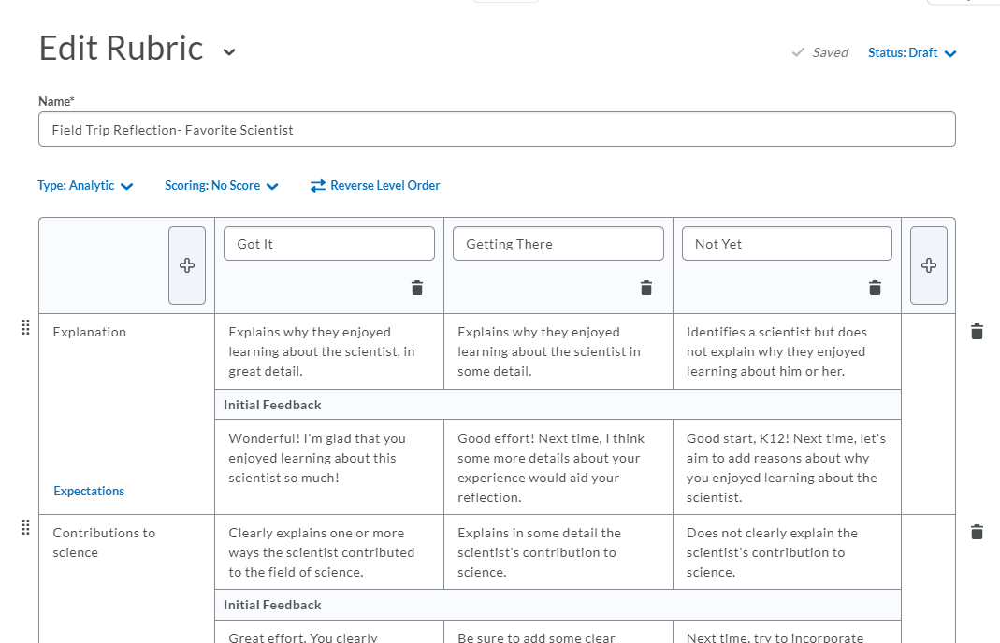 Edit Rubric
Saved
Status: Draft
Name*
Field Trip Reflection- Favorite Scientist
Type: Analytic
Scoring: No Score
Reverse Level Order
Got It
Getting There
Not Yet
Explanation
Explains why they enjoyed
learning about the scientist, in
great detail.
Explains why they enjoyed
learning about the scientist in
some detail.
Identifies a scientist but does
not explain why they enjoyed
learning about him or her.
Initial Feedback
Wonderful! I'm glad that you
enjoyed learning about this
scientist so much!
Good effort! Next time, I think
some more details about your
experience would aid your
reflection.
Good start, K12! Next time, let's
aim to add reasons about why
you enjoyed learning about the
scientist.
Expectations
Contributions to
science
Clearly explains one or more
ways the scientist contributed
to the field of science.
Explains in some detail the
scientist's contribution to
science.
Does not clearly explain the
scientist's contribution to
science.
Initial Feedback
Great effort. You clearly
Be sure to add some clear
Next time, try to incorporate